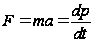 F = ma = dp/dt